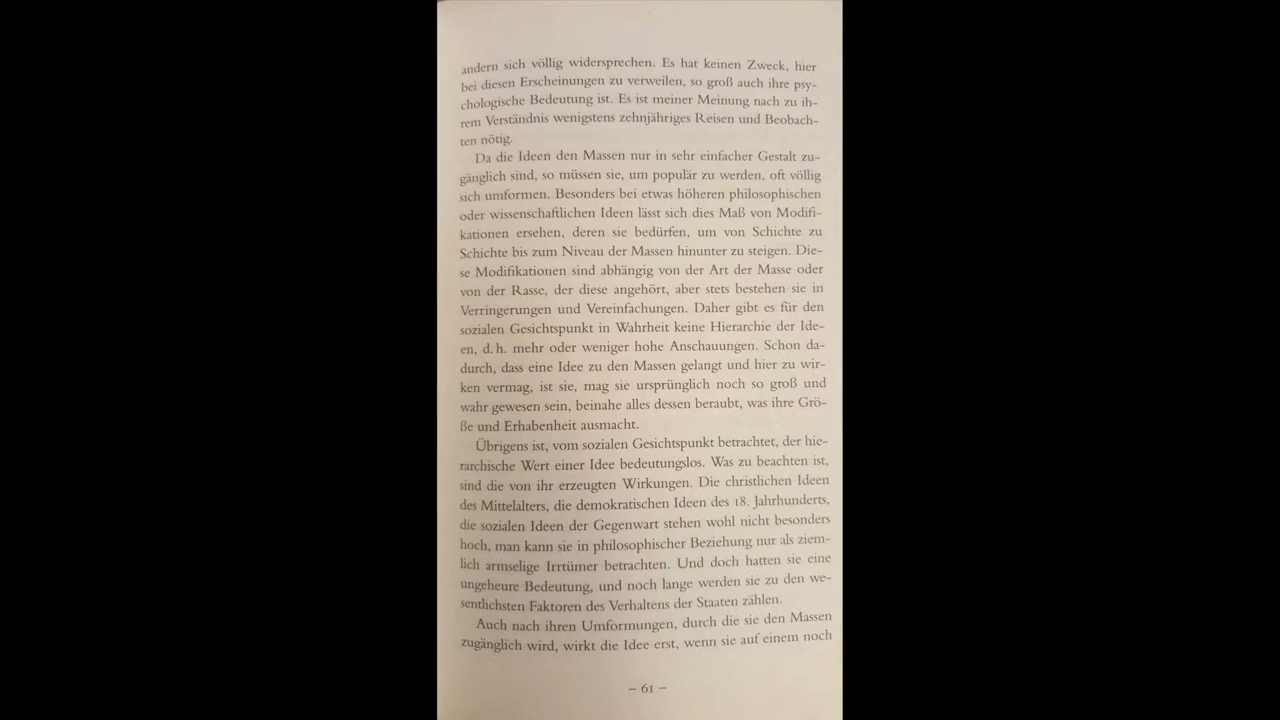 andern sich völlig widersprechen. Es hat keinen Zweck, hier
bei diesen Erscheinungen zu verweilen, so groß auch ihre psy-
chologische Bedeutung ist. Es ist meiner Meinung nach zu ih-
rem Verständnis wenigstens zehnjähriges Reisen und Beobach-
ten nötig.
Da die Ideen den Massen nur in sehr einfacher Gestalt zu-
gänglich sind, so müssen sie, um populär zu werden, oft völlig
sich umformen. Besonders bei etwas höheren philosophischen
oder wissenschaftlichen Ideen lässt sich dies Maß von Modifi-
kationen ersehen, deren sie bedürfen, um von Schichte zu
Schichte bis zum Niveau der Massen hinunter zu steigen. Die-
se Modifikationen sind abhängig von der Art der Masse oder
von der Rasse, der diese angehört, aber stets bestehen sie in
Verringerungen und Vereinfachungen. Daher gibt es für den
sozialen Gesichtspunkt in Wahrheit keine Hierarchie der Ide-
en, d. h. mehr oder weniger hohe Anschauungen. Schon da-
durch, dass eine Idee zu den Massen gelangt und hier zu wir-
ken vermag, ist sie, mag sie ursprünglich noch so groß und
wahr gewesen sein, beinahe alles dessen beraubt, was ihre Grö-
ße und Erhabenheit ausmacht.
Übrigens ist, vom sozialen Gesichtspunkt betrachtet, der hie-
rarchische Wert einer Idee bedeutungslos. Was zu beachten ist,
sind die von ihr erzeugten Wirkungen. Die christlichen Ideen
des Mittelalters, die demokratischen Ideen des 18. Jahrhunderts,
die sozialen Ideen der Gegenwart stehen wohl nicht besonders
hoch, man kann sie in philosophischer Beziehung nur als ziem-
lich armselige Irrtümer betrachten. Und doch hatten sie eine
ungeheure Bedeutung, und noch lange werden sie zu den we-
sentlichsten Faktoren des Verhaltens der Staaten zählen.
Auch nach ihren Umformungen, durch die sie den Massen
zugänglich wird, wirkt die Idee erst, wenn sie auf einem noch
– 61 –